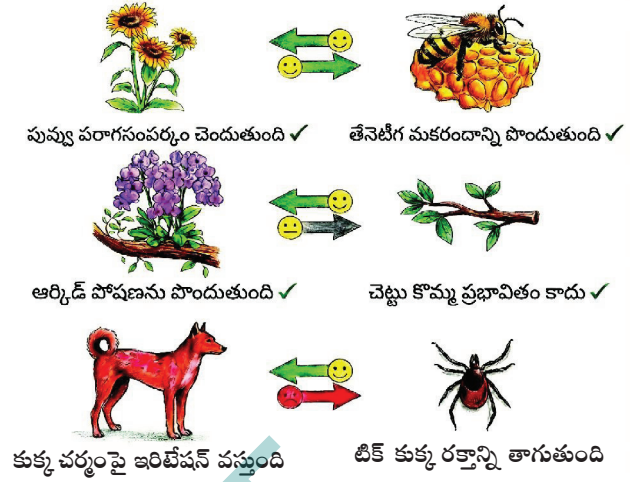 పువ్వు పరాగసంపర్కం చెందుతుంది ✓ తేనెటీగ మకరందాన్ని పొందుతుంది ✓
ఆర్కిడ్ పోషణను పొందుతుంది ✓ చెట్టు కొమ్మ ప్రభావితం కాదు ✓
కుక్క చర్మంపై ఇరిటేషన్ వస్తుంది టిక్ కుక్క రక్తాన్ని తాగుతుంది